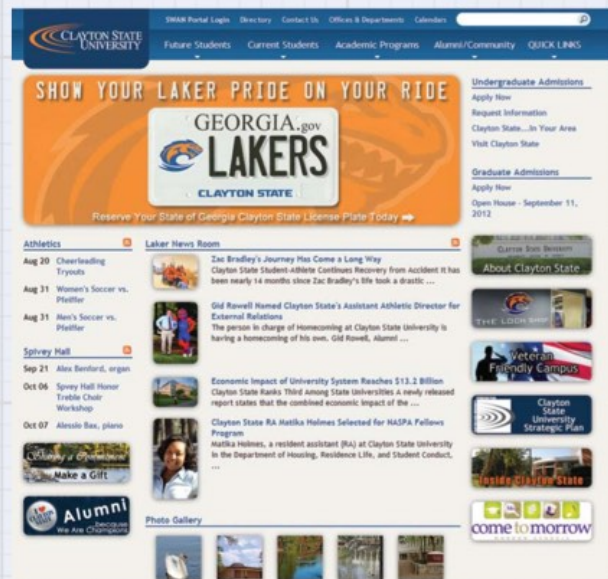 SWAN Portal Login Directory Contact Us Offices & Departments Calendars
CLAYTON STATE
UNIVERSITY
Future Students Current Students Academic Programs Alumni/Community QUICK LINKS
SHOW YOUR LAKER PRIDE ON YOUR RIDE
GEORGIA.gov
LAKERS
CLAYTON STATE
Reserve Your State of Georgia Clayton State License Plate Today
Undergraduate Admissions
Apply Now
Request Information
Clayton State...In Your Area
Visit Clayton State
Graduate Admissions
Apply Now
Open House - September 11,
2012
Athletics
Aug 20 Cheerleading
Tryouts
Aug 31 Women's Soccer vs.
Pfeiffer
Aug 31 Men's Soccer vs.
Pfeiffer
Spivey Hall
Sep 21 Alex Benford, organ
Oct 06 Spvey Hall Honor
Treble Choir
Workshop
Oct 07 Alessio Bax, piano
Make a Gift
I
CLAYTON
STATE
Alumni
because
We Are Champions
Laker News Room
Zac Bradley's Journey Has Come a Long Way
Clayton State Student-Athlete Continues Recovery from Accident It has
been nearly 14 months since Zac Bradley's life took a drastic ...
Gid Rowell Named Clayton State's Assistant Athletic Director for
External Relations
The person in charge of Homecoming at Clayton State University is
having a homecoming of his own. Gid Rowell, Alumni ...
Economic Impact of University System Reaches $13.2 Billion
Clayton State Ranks Third Among State Universities A newly released
report states that the combined economic impact of the ...
Clayton State RA Matika Holmes Selected for NASPA Fellows
Program
Matika Holmes, a resident assistant (RA) at Clayton State University
in the Department of Housing, Residence Life, and Student Conduct,
...
Photo Gallery
CLAYTON STATE UNIVERSITY
About Clayton State
THE LOCH SHOP
Veteran
Friendly Campus
Clayton
State
University
Strategic Plan
Inside Clayton State
come to morrow